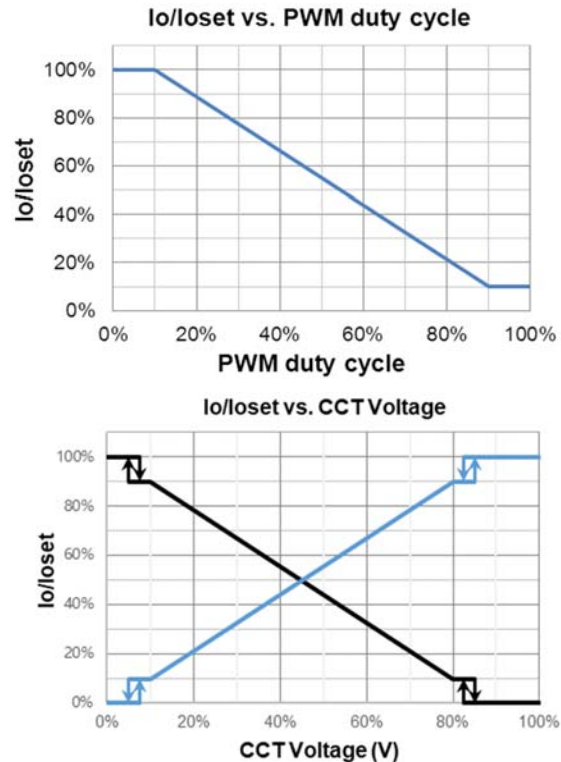 Io/Ioset vs. PWM duty cycle
100%
80%
60%
40%
20%
0%
Io/Ioset
0% 20% 40% 60% 80% 100%
PWM duty cycle
Io/Ioset vs. CCT Voltage
100%
80%
60%
40%
20%
0%
Io/Ioset
0% 20% 40% 60% 80% 100%
CCT Voltage (V)